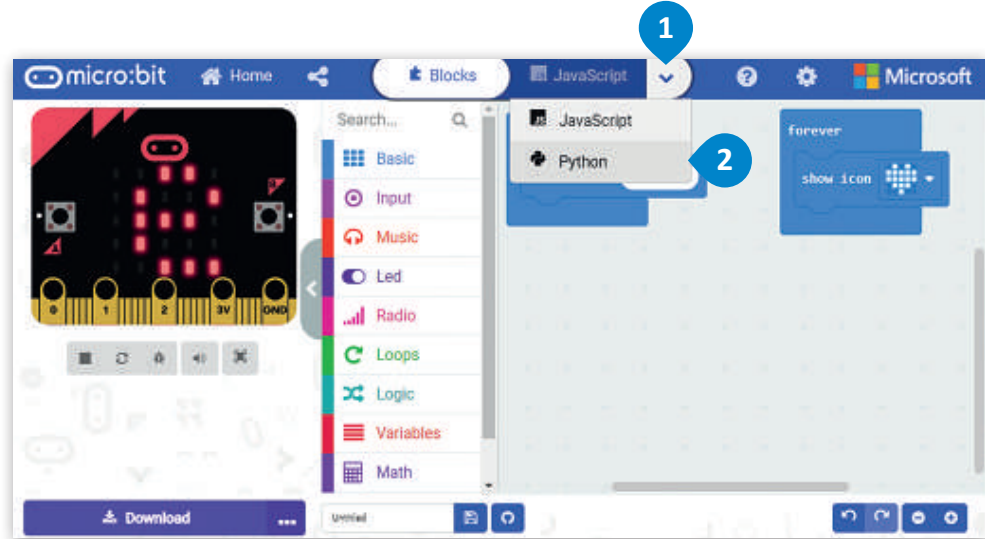 1
micro:bit Home Blocks JavaScript Microsoft
Search...
JavaScript
Python
2
Basic
Input
Music
Led
Radio
Loops
Logic
Variables
Math
forever
show icon
0 1 2 3V GND
Download ...